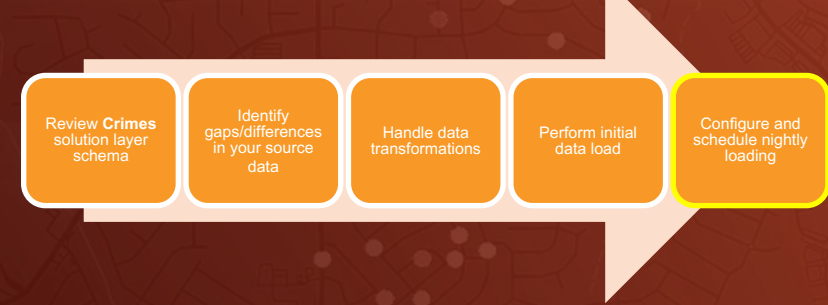 Review Crimes
solution layer
schema
Identify
gaps/differences
in your source
data
Handle data
transformations
Perform initial
data load
Configure and
schedule nightly
loading